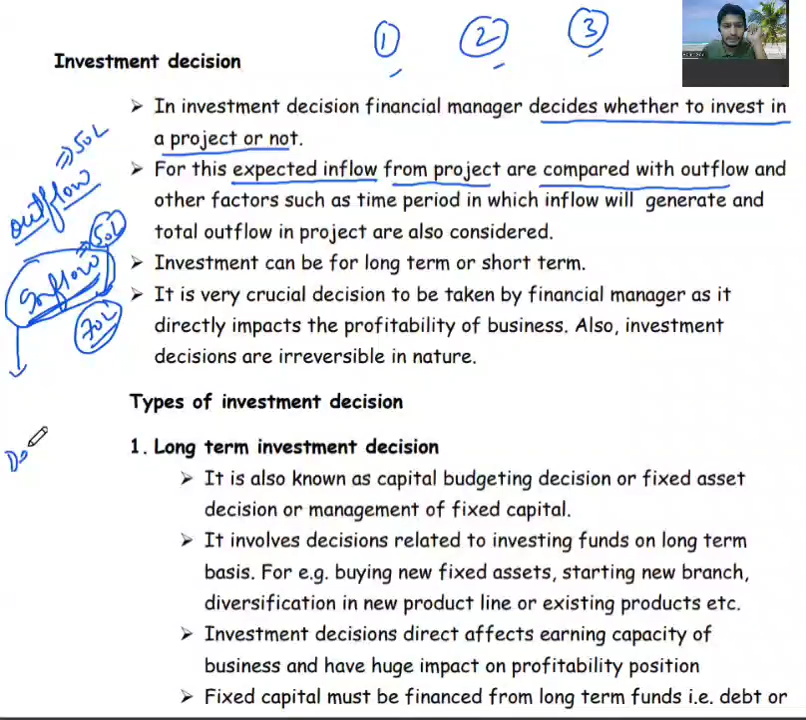 1 2 3
Investment decision
➢ In investment decision financial manager decides whether to invest in
a project or not.
⇒50L
➢ For this expected inflow from project are compared with outflow and
outflow
other factors such as time period in which inflow will generate and
⇒50L
total outflow in project are also considered.
Inflow
➢ Investment can be for long term or short term.
➢ It is very crucial decision to be taken by financial manager as it
70L
directly impacts the profitability of business. Also, investment
decisions are irreversible in nature.
Types of investment decision
1. Long term investment decision
➢ It is also known as capital budgeting decision or fixed asset
decision or management of fixed capital.
➢ It involves decisions related to investing funds on long term
basis. For e.g. buying new fixed assets, starting new branch,
diversification in new product line or existing products etc.
➢ Investment decisions direct affects earning capacity of
business and have huge impact on profitability position
➢ Fixed capital must be financed from long term funds i.e. debt or